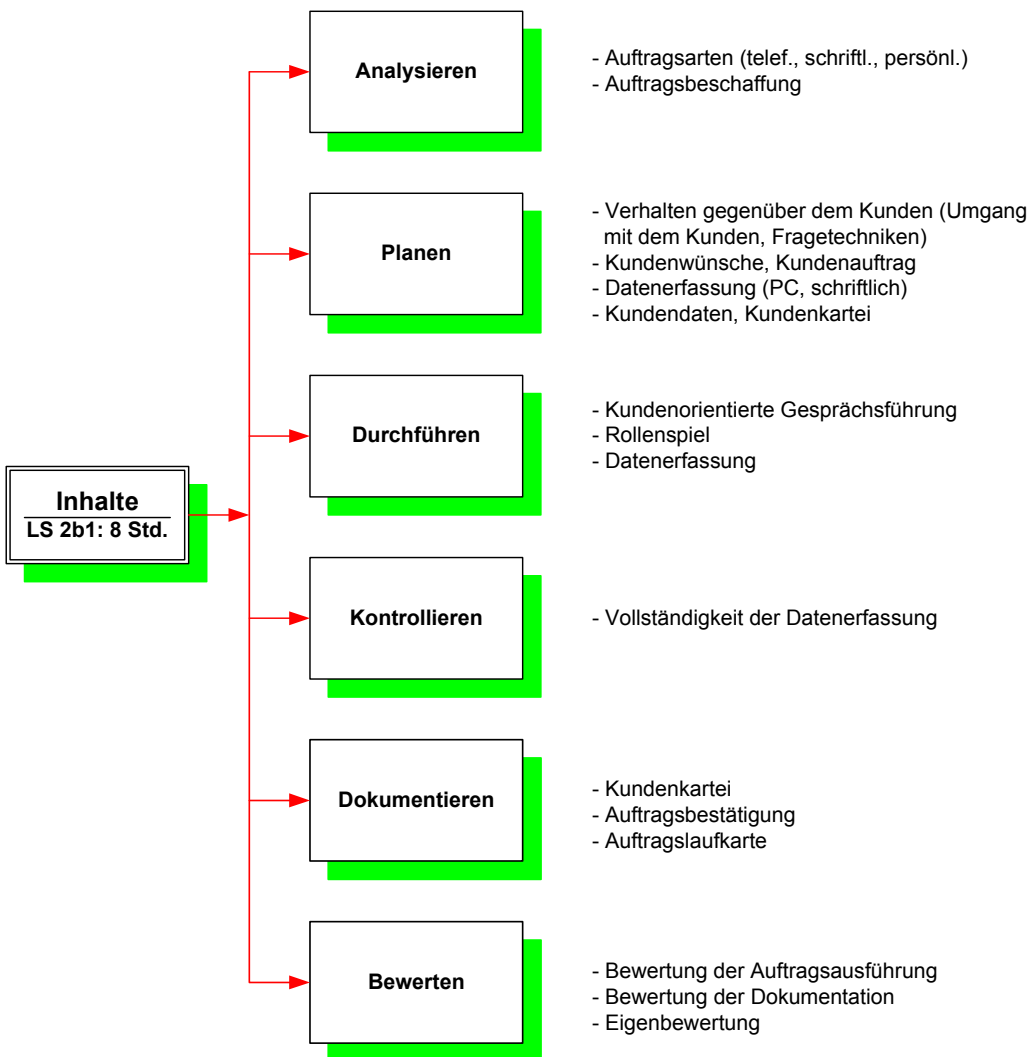 Analysieren
- Auftragsarten (telef., schriftl., persönl.)
- Auftragsbeschaffung
Planen
- Verhalten gegenüber dem Kunden (Umgang
mit dem Kunden, Fragetechniken)
- Kundenwünsche, Kundenauftrag
- Datenerfassung (PC, schriftlich)
- Kundendaten, Kundenkartei
Durchführen
- Kundenorientierte Gesprächsführung
- Rollenspiel
- Datenerfassung
Inhalte
LS 2b1: 8 Std.
Kontrollieren
- Vollständigkeit der Datenerfassung
Dokumentieren
- Kundenkartei
- Auftragsbestätigung
- Auftragslaufkarte
Bewerten
- Bewertung der Auftragsausführung
- Bewertung der Dokumentation
- Eigenbewertung